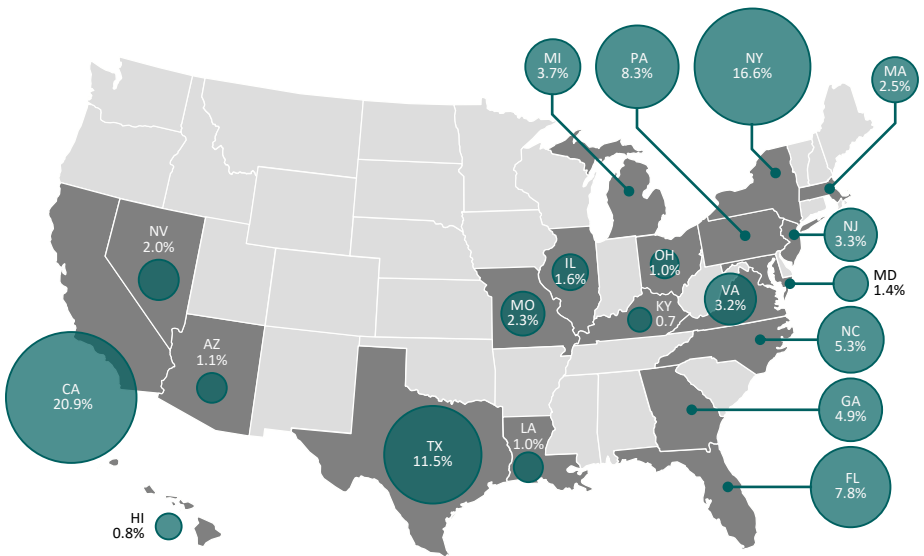 MI
3.7%
PA
8.3%
NY
16.6%
MA
2.5%
NV
2.0%
NJ
3.3%
IL
1.6%
OH
1.0%
MD
1.4%
VA
3.2%
MO
2.3%
KY
0.7
AZ
1.1%
NC
5.3%
CA
20.9%
GA
4.9%
TX
11.5%
LA
1.0%
FL
7.8%
HI
0.8%